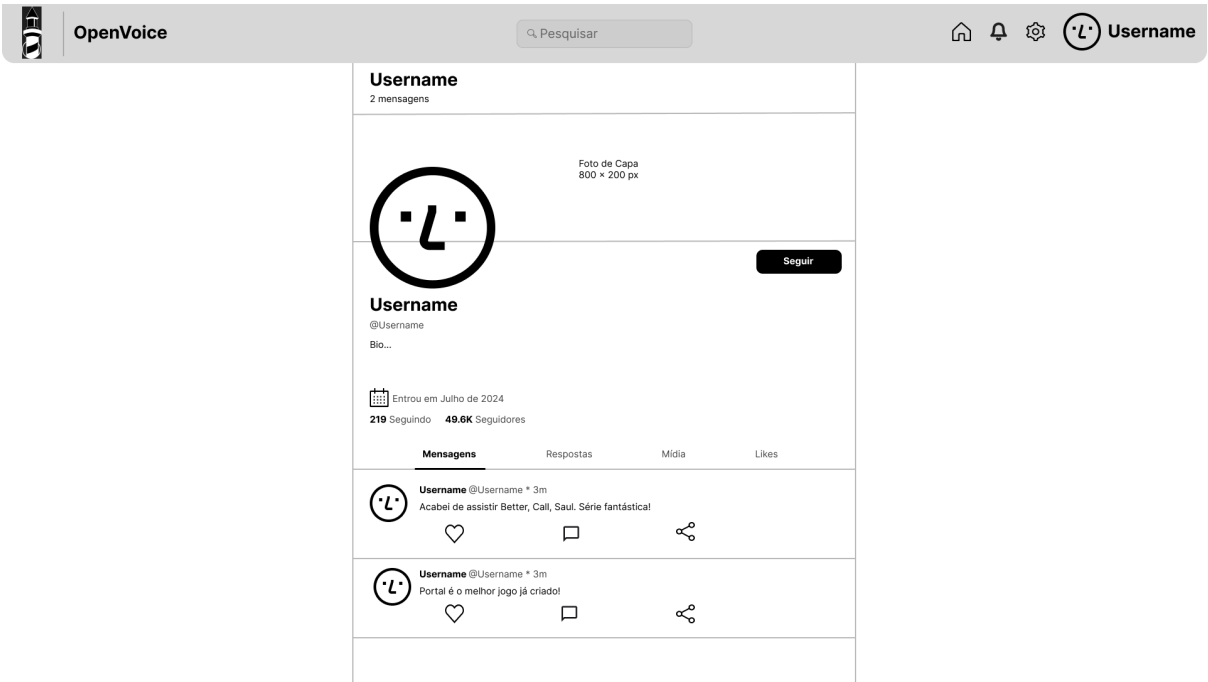 OpenVoice
Pesquisar
Username
Username
2 mensagens
Foto de Capa
800 × 200 px
Seguir
Username
@Username
Bio...
Entrou em Julho de 2024
219 Seguindo 49.6K Seguidores
Mensagens Respostas Mídia Likes
Username @Username * 3m
Acabei de assistir Better, Call, Saul. Série fantástica!
Username @Username * 3m
Portal é o melhor jogo já criado!